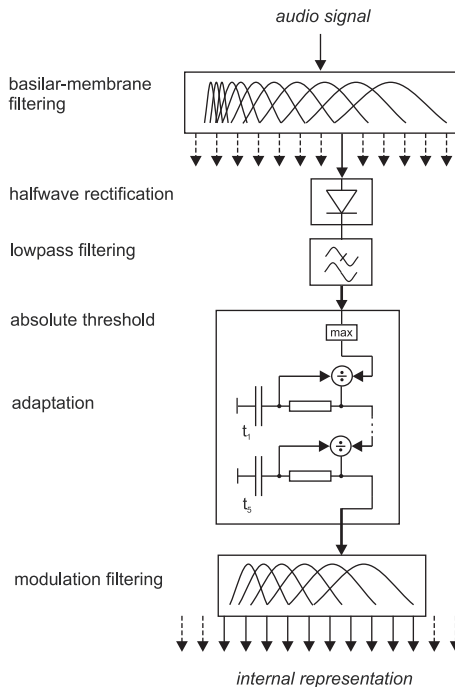 audio signal
basilar-membrane
filtering
halfwave rectification
lowpass filtering
absolute threshold
max
÷
adaptation
t₁
÷
t₅
modulation filtering
internal representation